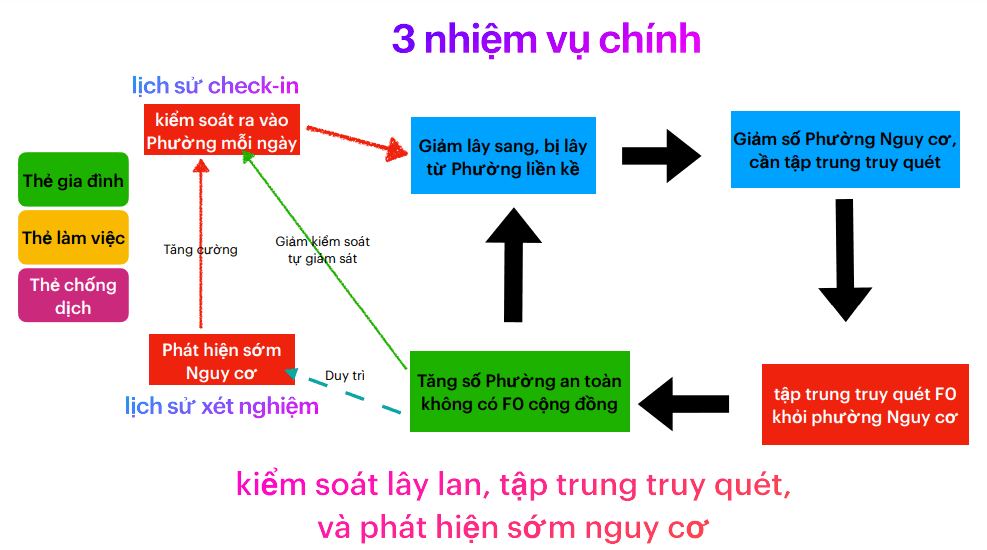 3 nhiệm vụ chính
lịch sử check-in
kiểm soát ra vào
Phường mỗi ngày
Giảm lây sang, bị lây
từ Phường liền kề
Giảm số Phường Nguy cơ,
cần tập trung truy quét
Thẻ gia đình
Thẻ làm việc
Thẻ chống
dịch
Tăng cường
Giảm kiểm soát
tự giám sát
Phát hiện sớm
Nguy cơ
lịch sử xét nghiệm
Duy trì
Tăng số Phường an toàn
không có F0 cộng đồng
tập trung truy quét F0
khỏi phường Nguy cơ
kiểm soát lây lan, tập trung truy quét,
và phát hiện sớm nguy cơ